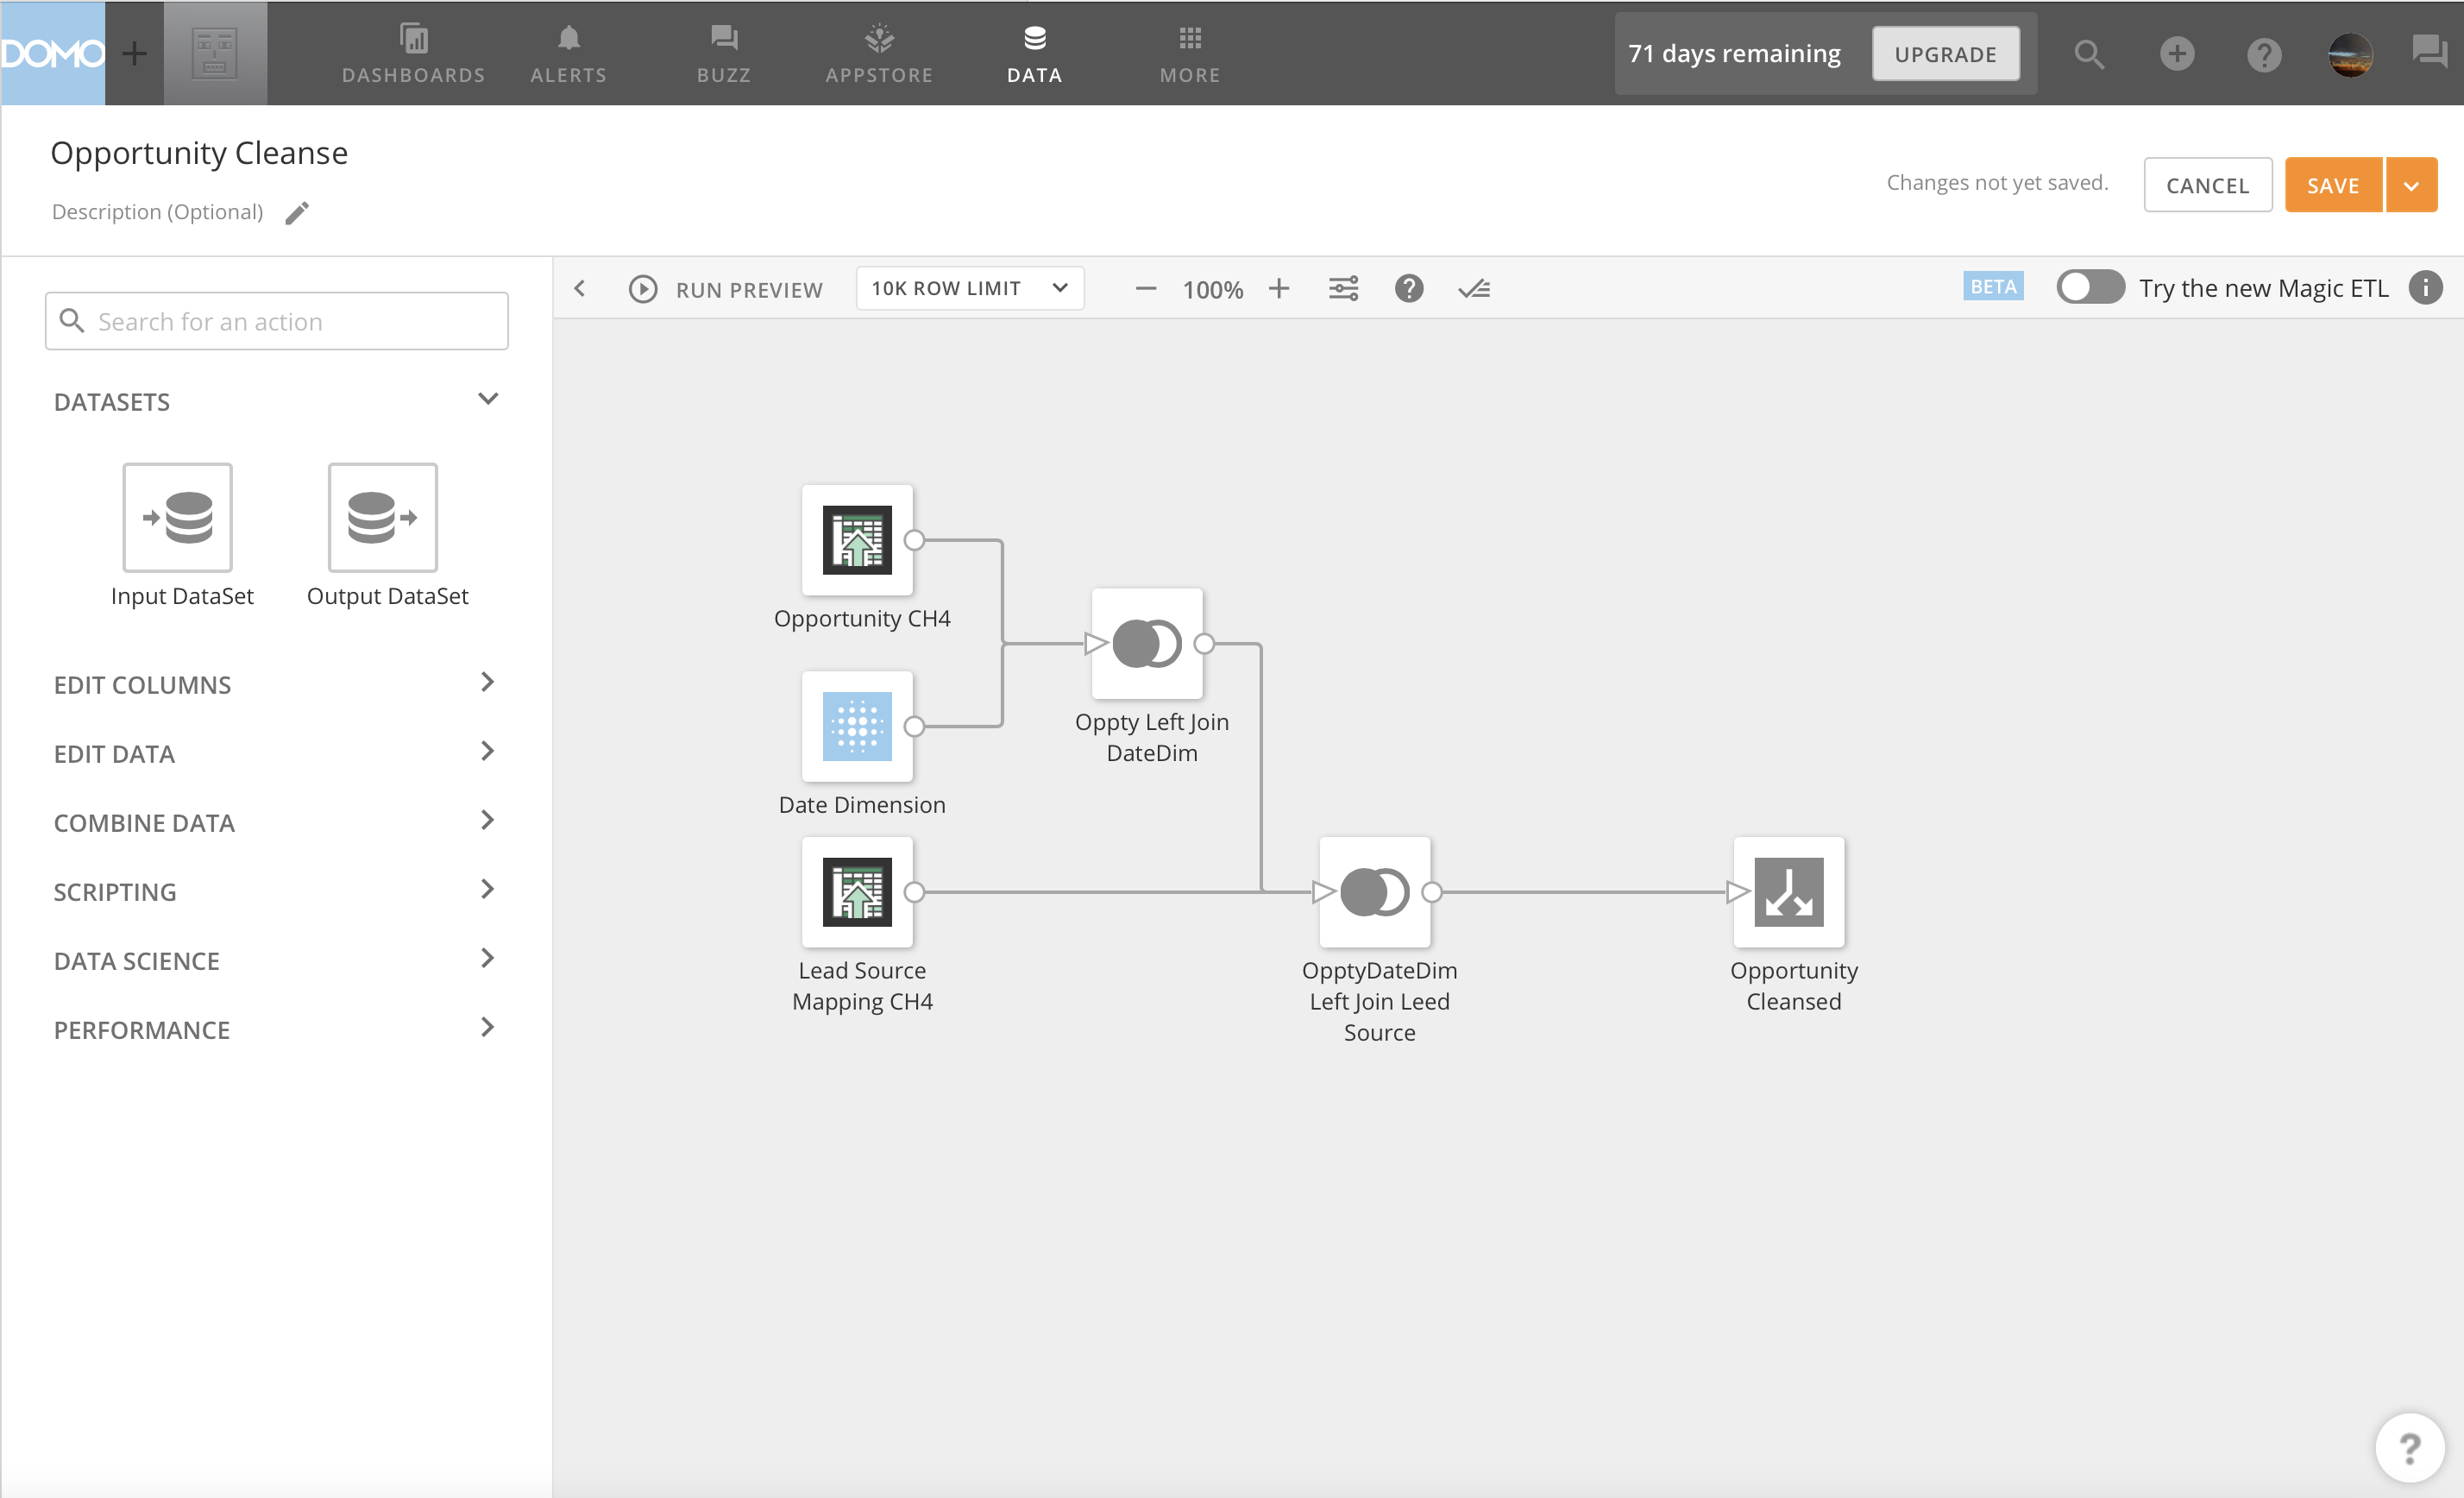 DOMO
DASHBOARDS
ALERTS
BUZZ
APPSTORE
DATA
MORE
71 days remaining
UPGRADE
Opportunity Cleanse
Description (Optional)
Changes not yet saved.
CANCEL
SAVE
Search for an action
DATASETS
Input DataSet
Output DataSet
EDIT COLUMNS
EDIT DATA
COMBINE DATA
SCRIPTING
DATA SCIENCE
PERFORMANCE
RUN PREVIEW
10K ROW LIMIT
100%
BETA
Try the new Magic ETL
Opportunity CH4
Oppty Left Join
DateDim
Date Dimension
Lead Source
Mapping CH4
OpptyDateDim
Left Join Leed
Source
Opportunity
Cleansed